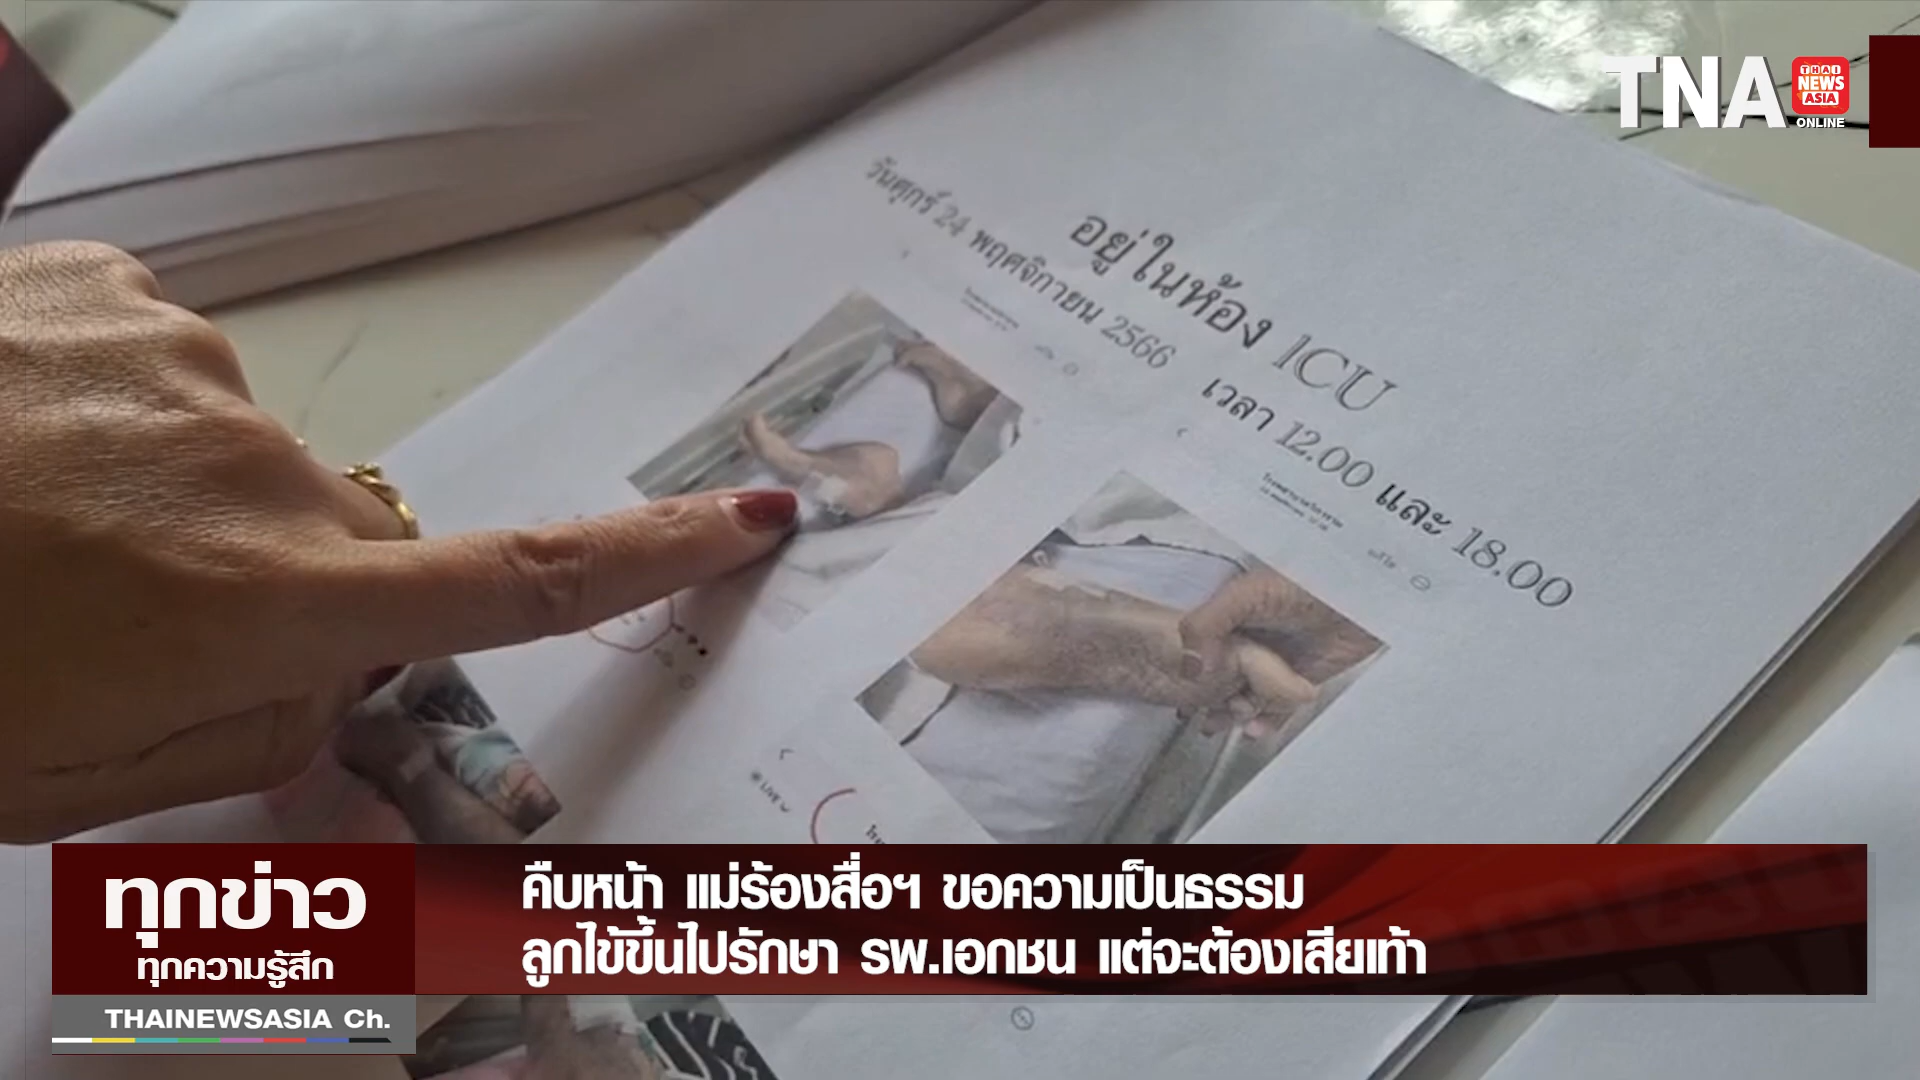 TNA
THAI
NEWS
ASIA
ONLINE
อยู่ในห้อง ICU
วันศุกร์ 24 พฤศจิกายน 2566 เวลา 12.00 และ 18.00
LIVE
ทุกข่าว
ทุกความรู้สึก
THAINEWSASIA Ch.
คืบหน้า แม่ร้องสื่อฯ ขอความเป็นธรรม
ลูกไข้ขึ้นไปรักษา รพ.เอกชน แต่จะต้องเสียเท้า